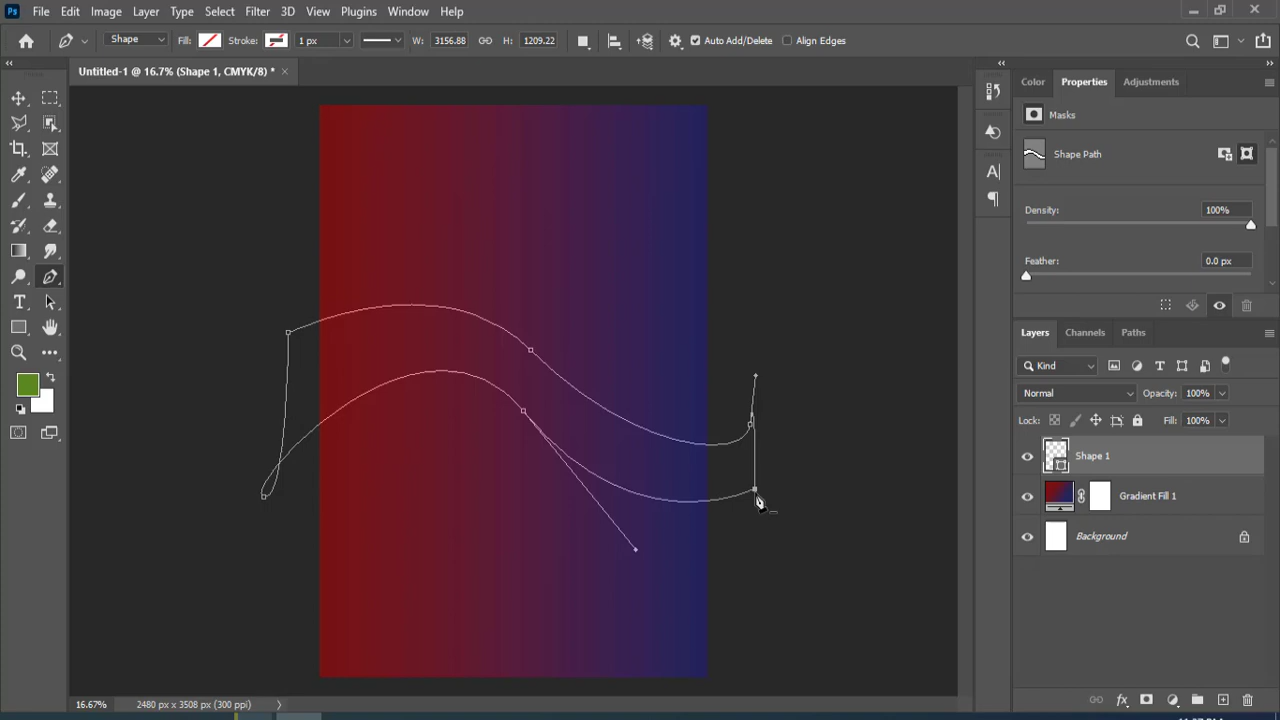 Ps File Edit Image Layer Type Select Filter 3D View Plugins Window Help
Shape Fill: Stroke: 1 px W: 3156.88 H: 1209.22 Auto Add/Delete Align Edges
Untitled-1 @ 16.7% (Shape 1, CMYK/8) * ×
Color Properties Adjustments
Masks
Shape Path
Density: 100%
Feather: 0.0 px
Layers Channels Paths
Kind
Normal Opacity: 100%
Lock: Fill: 100%
Shape 1
Gradient Fill 1
Background
16.67% 2480 px x 3508 px (300 ppi)